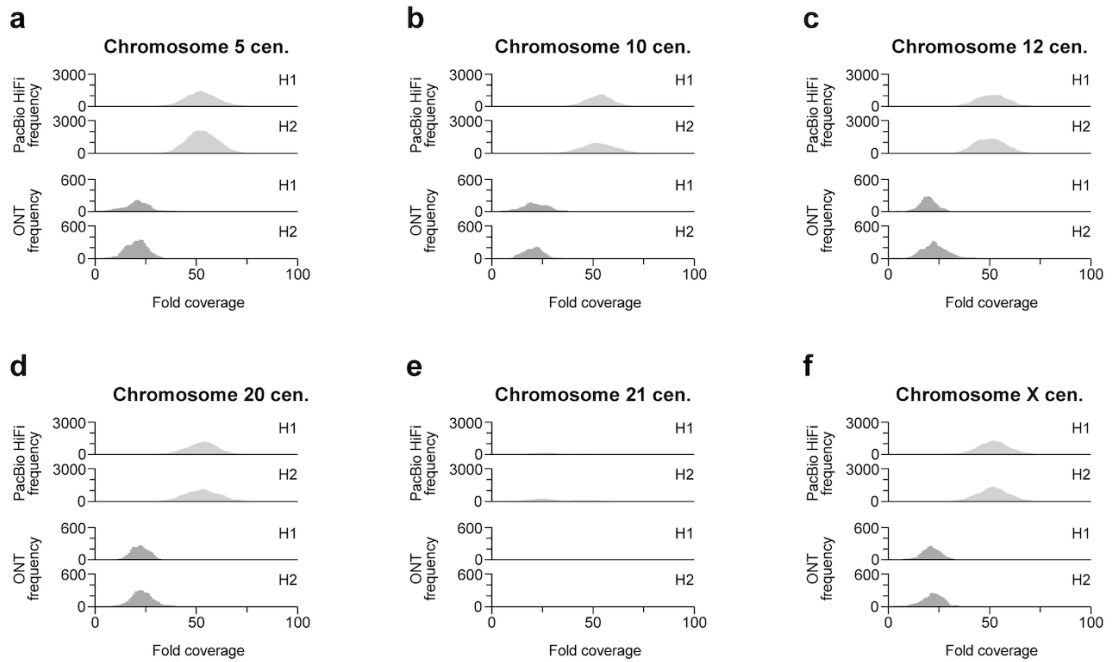 a
Chromosome 5 cen.
PacBio HiFi
frequency
3000
0
H1
3000
0
H2
ONT
frequency
600
0
H1
600
0
H2
0 50 100
Fold coverage
b
Chromosome 10 cen.
PacBio HiFi
frequency
3000
0
H1
3000
0
H2
ONT
frequency
600
0
H1
600
0
H2
0 50 100
Fold coverage
c
Chromosome 12 cen.
PacBio HiFi
frequency
3000
0
H1
3000
0
H2
ONT
frequency
600
0
H1
600
0
H2
0 50 100
Fold coverage
d
Chromosome 20 cen.
PacBio HiFi
frequency
3000
0
H1
3000
0
H2
ONT
frequency
600
0
H1
600
0
H2
0 50 100
Fold coverage
e
Chromosome 21 cen.
PacBio HiFi
frequency
3000
0
H1
3000
0
H2
ONT
frequency
600
0
H1
600
0
H2
0 50 100
Fold coverage
f
Chromosome X cen.
PacBio HiFi
frequency
3000
0
H1
3000
0
H2
ONT
frequency
600
0
H1
600
0
H2
0 50 100
Fold coverage